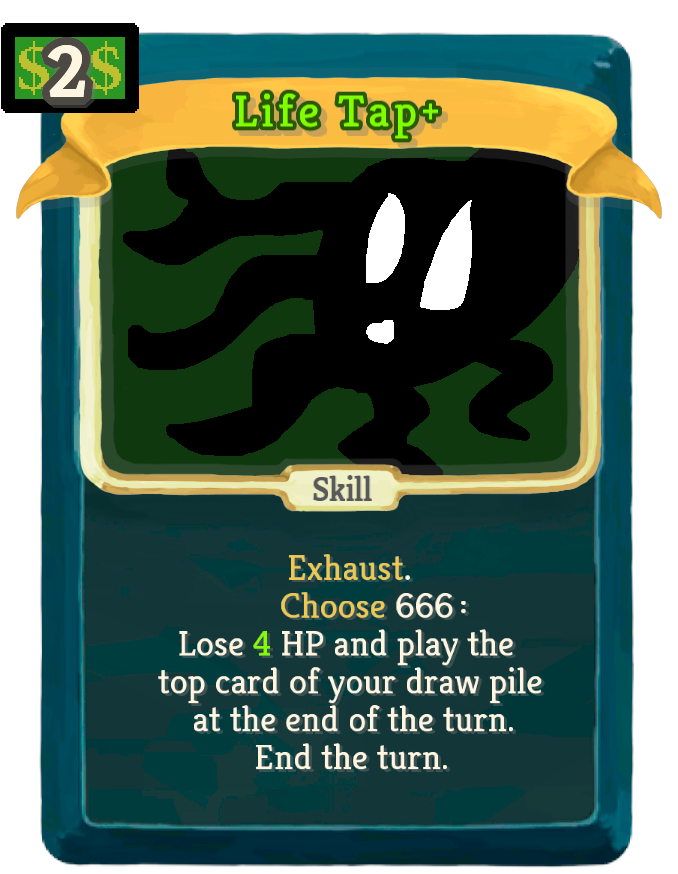 $2$
Life Tap+
Skill
Exhaust.
Choose 666:
Lose 4 HP and play the
top card of your draw pile
at the end of the turn.
End the turn.